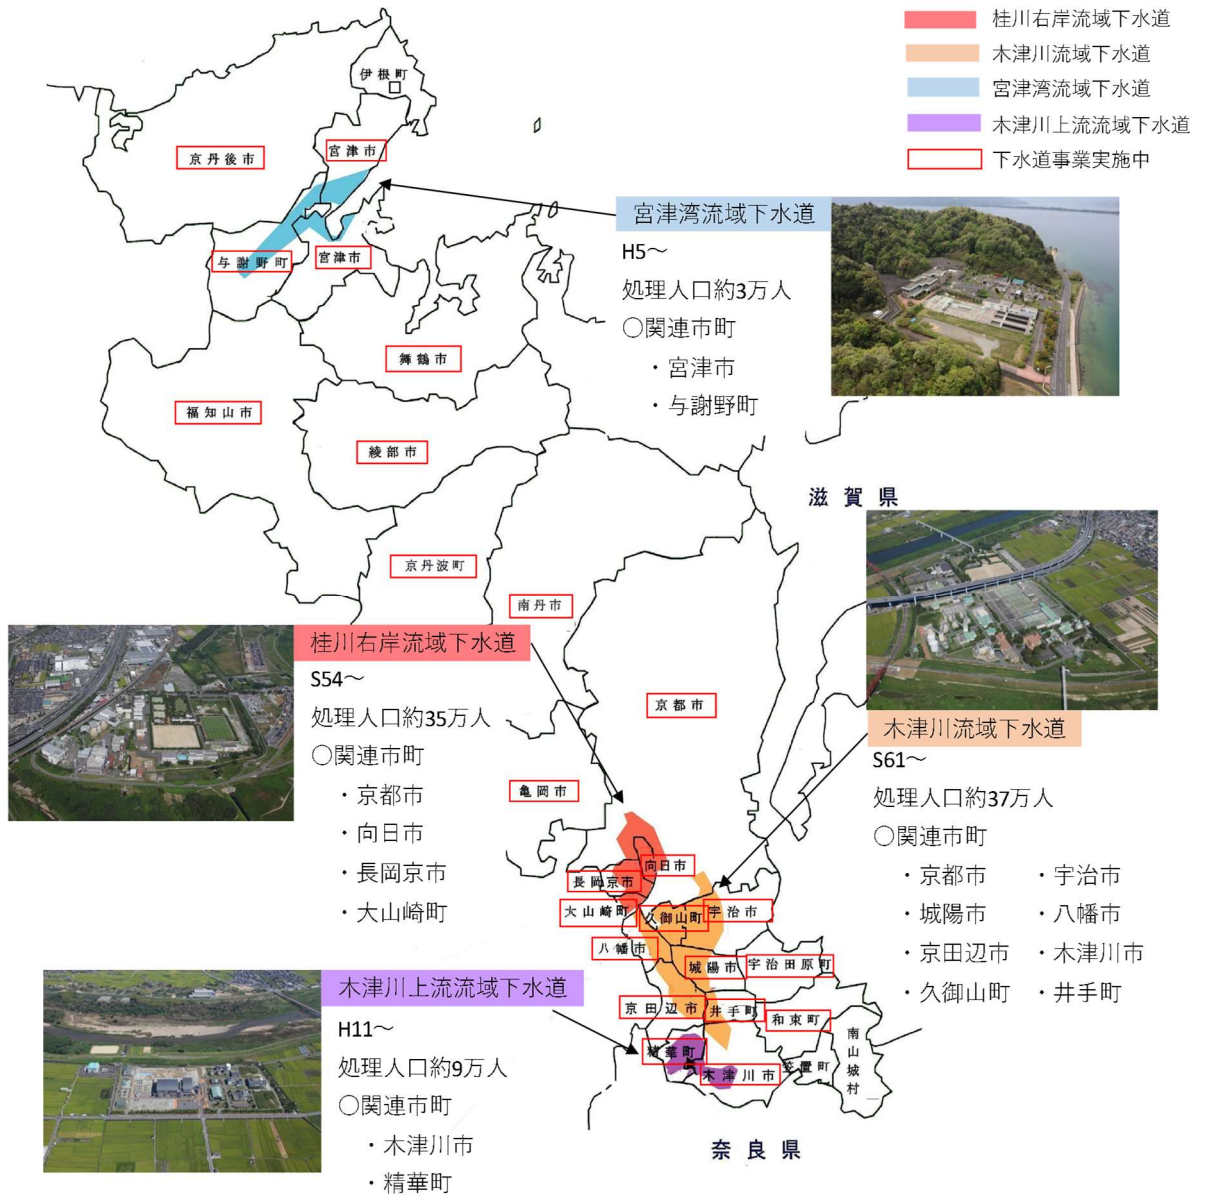 桂川右岸流域下水道
木津川流域下水道
宮津湾流域下水道
木津川上流流域下水道
下水道事業実施中
伊根町
宮津市
京丹後市
与謝野町
宮津市
舞鶴市
福知山市
綾部市
京丹波町
南丹市
京都市
亀岡市
向日市
長岡京市
大山崎町
久御山町
宇治市
八幡市
城陽市
宇治田原町
京田辺市
井手町
和束町
精華町
木津川市
笠置町
南山城村
滋賀県
奈良県
宮津湾流域下水道
H5～
処理人口約3万人
○関連市町
・宮津市
・与謝野町
桂川右岸流域下水道
S54～
処理人口約35万人
○関連市町
・京都市
・向日市
・長岡京市
・大山崎町
木津川流域下水道
S61～
処理人口約37万人
○関連市町
・京都市 ・宇治市
・城陽市 ・八幡市
・京田辺市 ・木津川市
・久御山町 ・井手町
木津川上流流域下水道
H11～
処理人口約9万人
○関連市町
・木津川市
・精華町